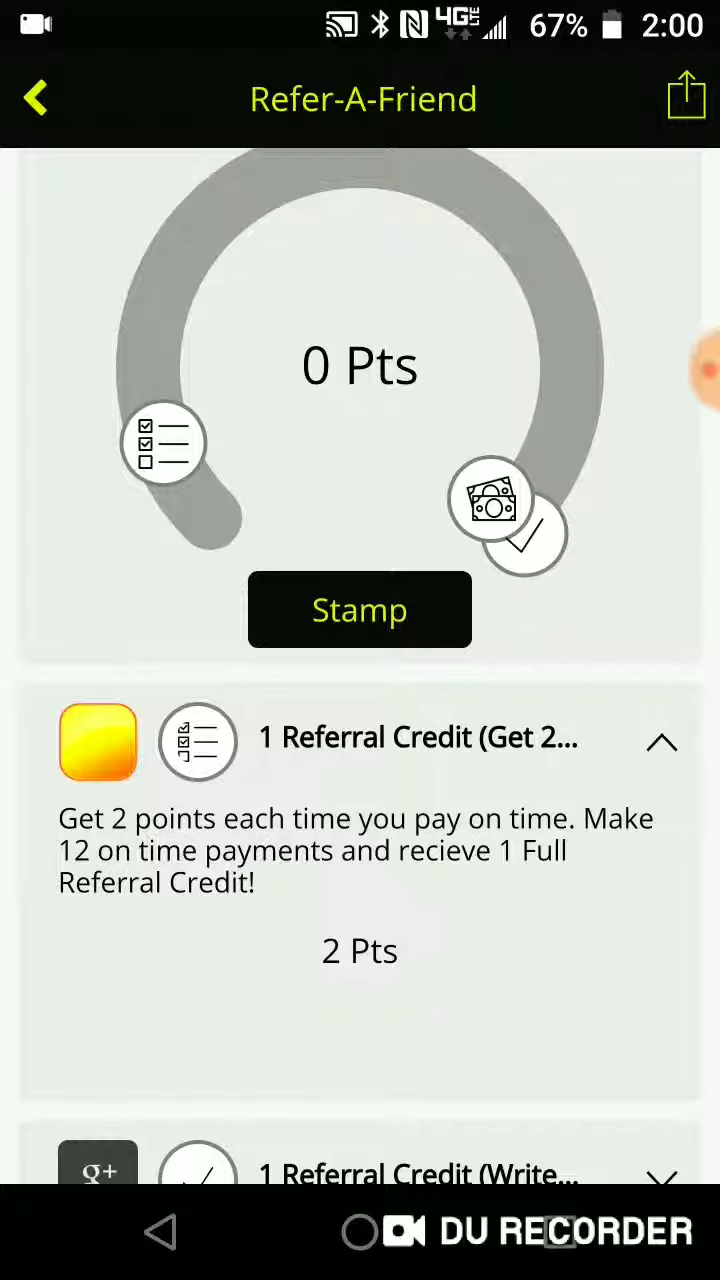 4G LTE 67% 2:00
Refer-A-Friend
0 Pts
Stamp
1 Referral Credit (Get 2...
Get 2 points each time you pay on time. Make
12 on time payments and recieve 1 Full
Referral Credit!
2 Pts
g+ 1 Referral Credit (Write...
DU RECORDER